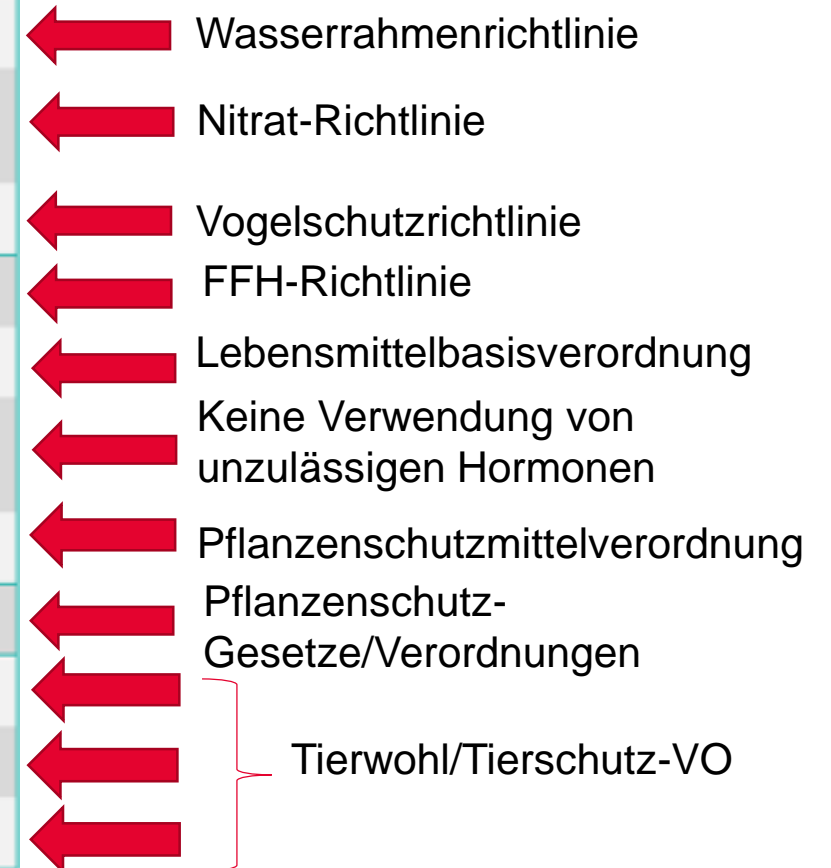 Wasserrahmenrichtlinie
Nitrat-Richtlinie
Vogelschutzrichtlinie
FFH-Richtlinie
Lebensmittelbasisverordnung
Keine Verwendung von
unzulässigen Hormonen
Pflanzenschutzmittelverordnung
Pflanzenschutz-
Gesetze/Verordnungen
Tierwohl/Tierschutz-VO